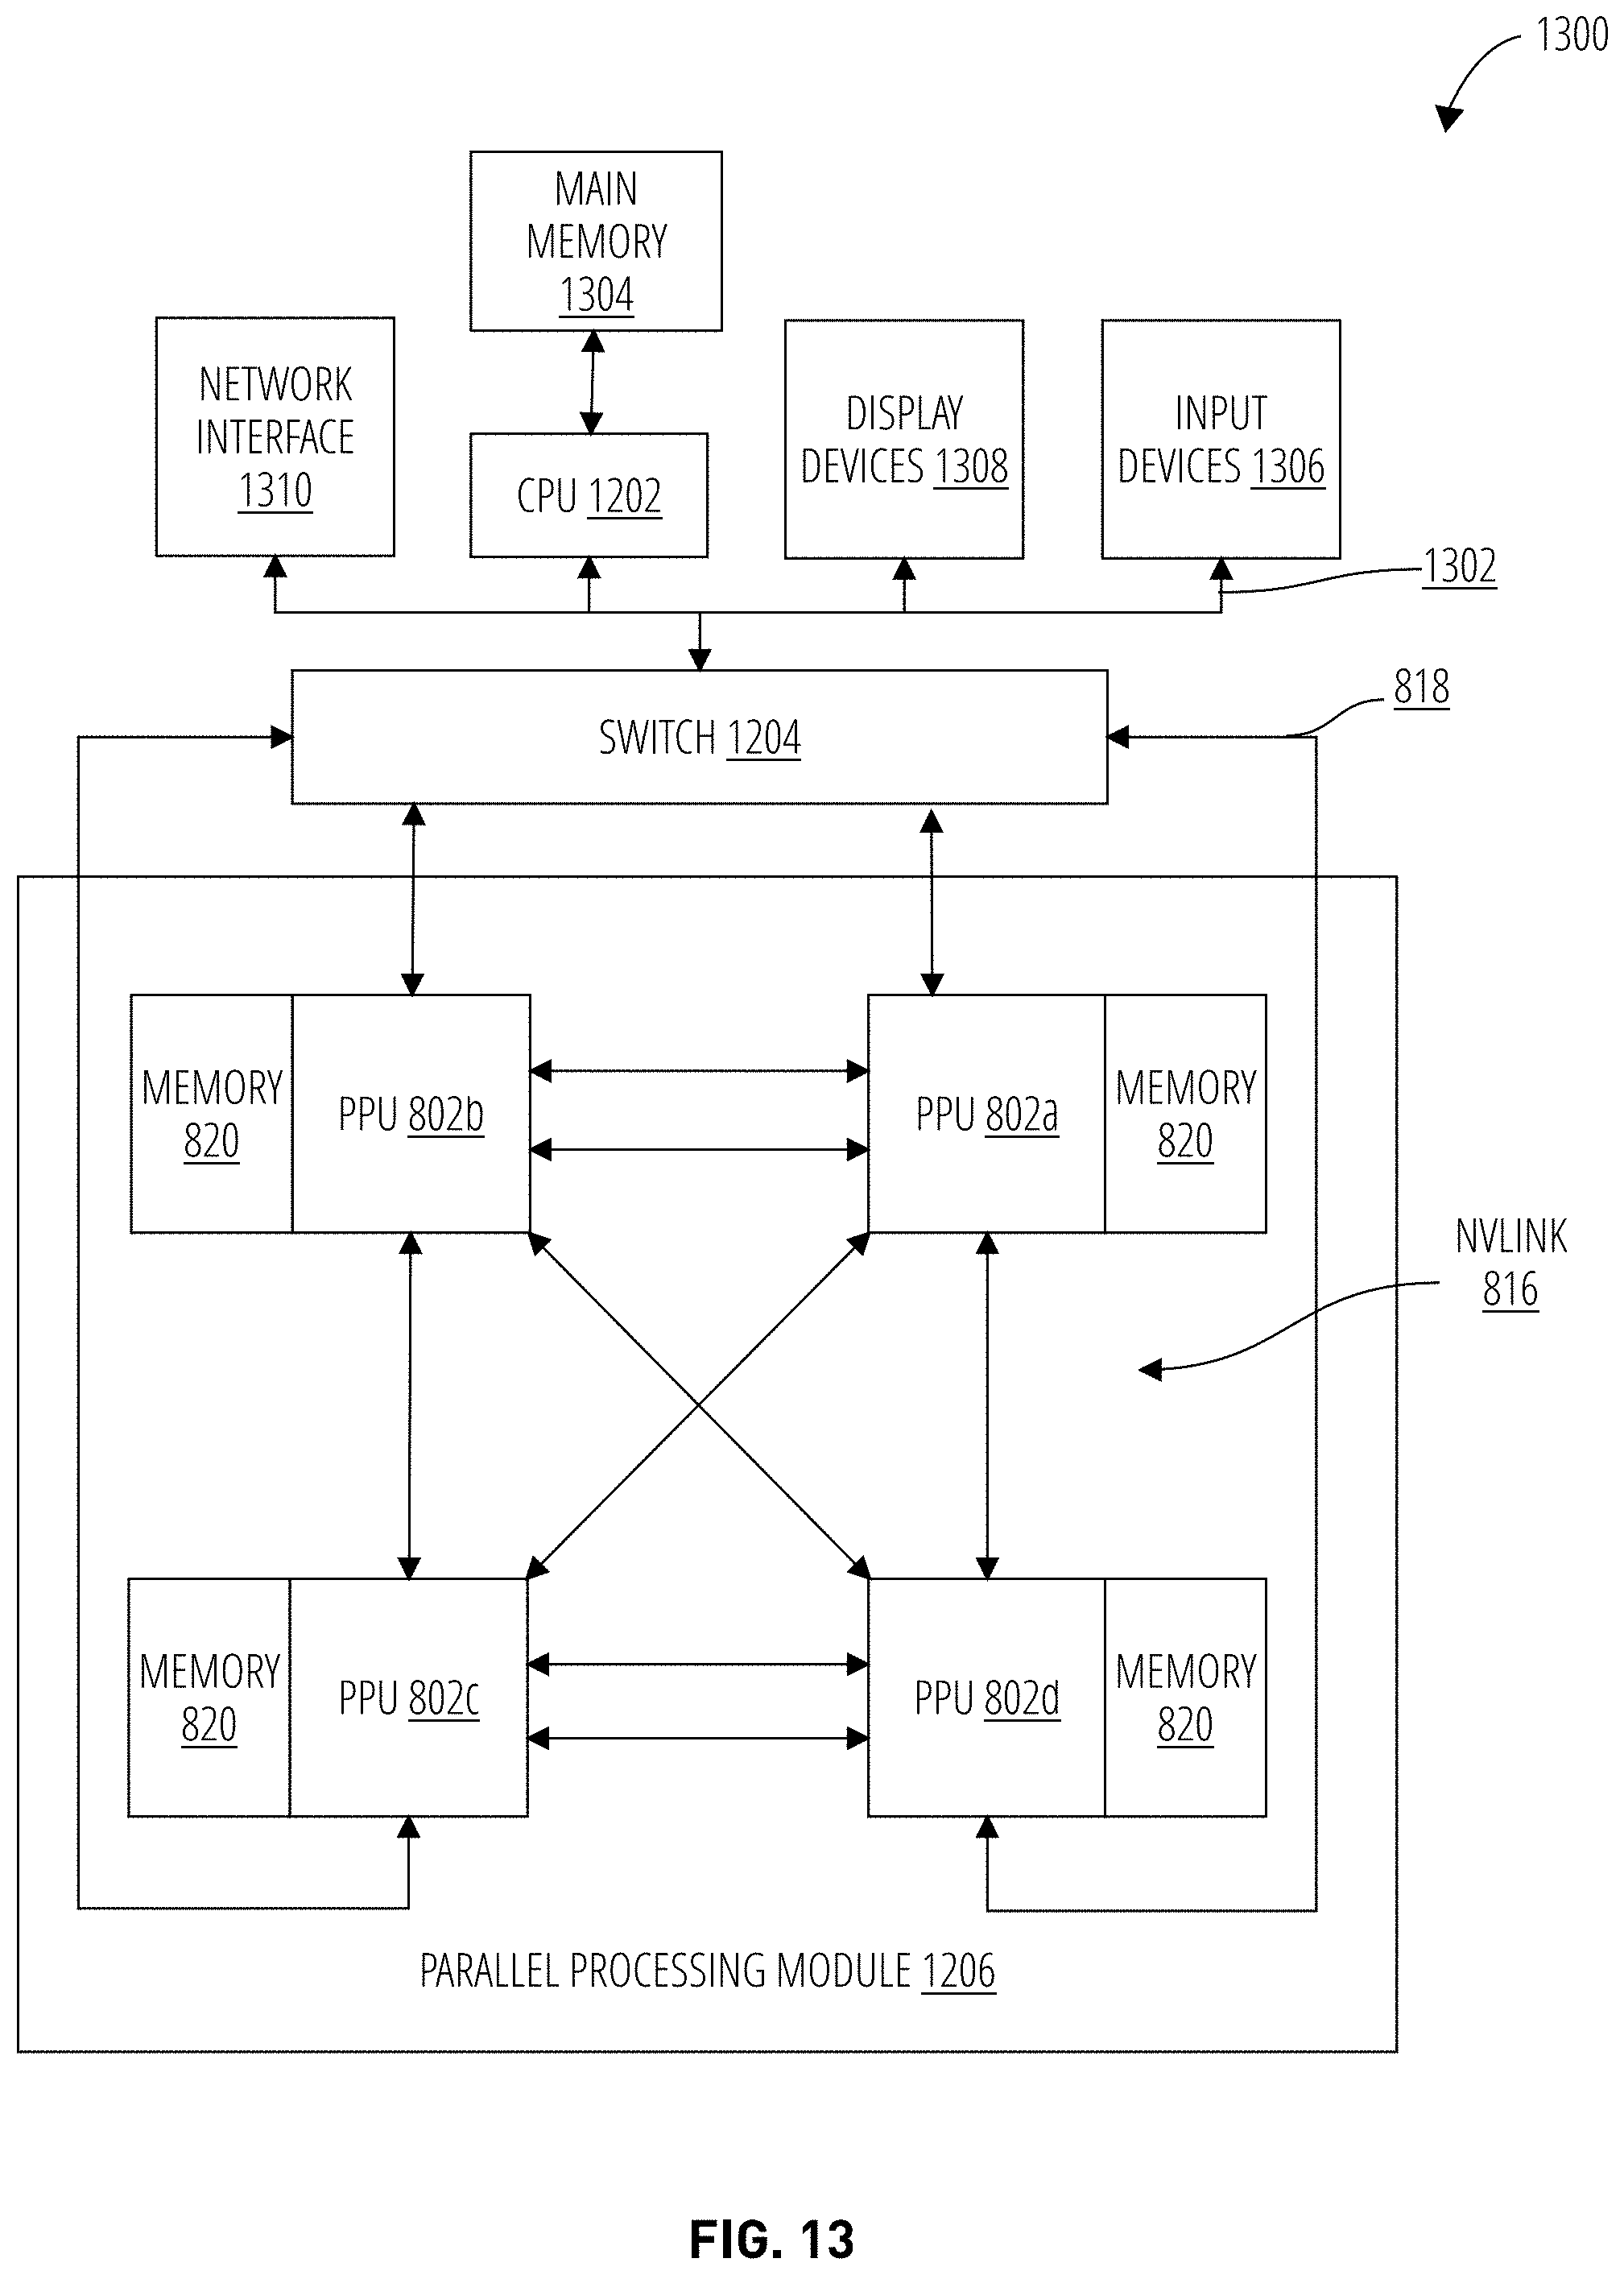 1300
MAIN
MEMORY
1304
NETWORK
INTERFACE
1310
CPU 1202
DISPLAY
DEVICES 1308
INPUT
DEVICES 1306
1302
818
SWITCH 1204
MEMORY
820
PPU 802b
PPU 802a
MEMORY
820
NVLINK
816
MEMORY
820
PPU 802c
PPU 802d
MEMORY
820
PARALLEL PROCESSING MODULE 1206
FIG. 13